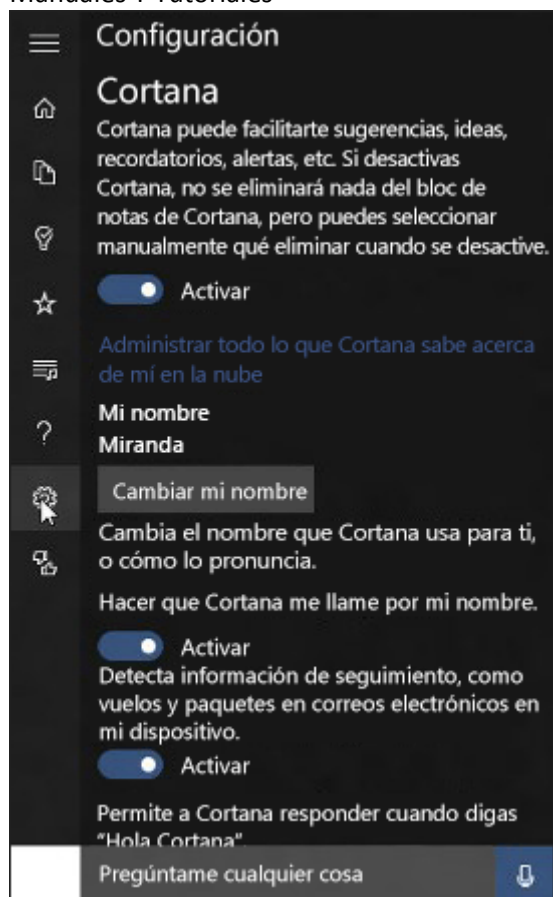 Manuales Y Tutoriales
Configuración
Cortana
Cortana puede facilitarte sugerencias, ideas,
recordatorios, alertas, etc. Si desactivas
Cortana, no se eliminará nada del bloc de
notas de Cortana, pero puedes seleccionar
manualmente qué eliminar cuando se desactive.
Activar
Administrar todo lo que Cortana sabe acerca
de mí en la nube
Mi nombre
Miranda
Cambiar mi nombre
Cambia el nombre que Cortana usa para ti,
o cómo lo pronuncia.
Hacer que Cortana me llame por mi nombre.
Activar
Detecta información de seguimiento, como
vuelos y paquetes en correos electrónicos en
mi dispositivo.
Activar
Permite a Cortana responder cuando digas
"Hola Cortana".
Pregúntame cualquier cosa